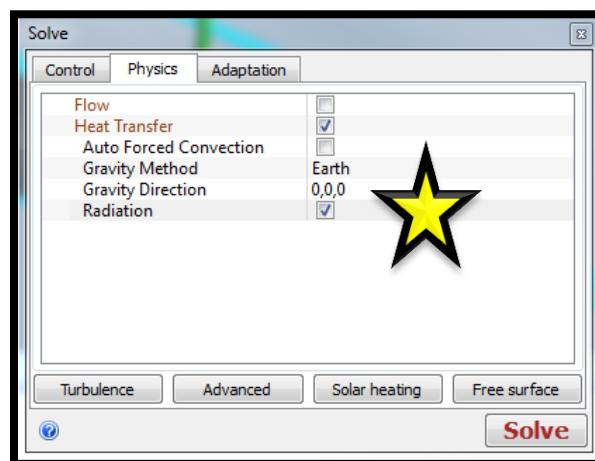 Solve
Control Physics Adaptation
Flow
Heat Transfer
Auto Forced Convection
Gravity Method Earth
Gravity Direction 0,0,0
Radiation
Turbulence Advanced Solar heating Free surface
? Solve